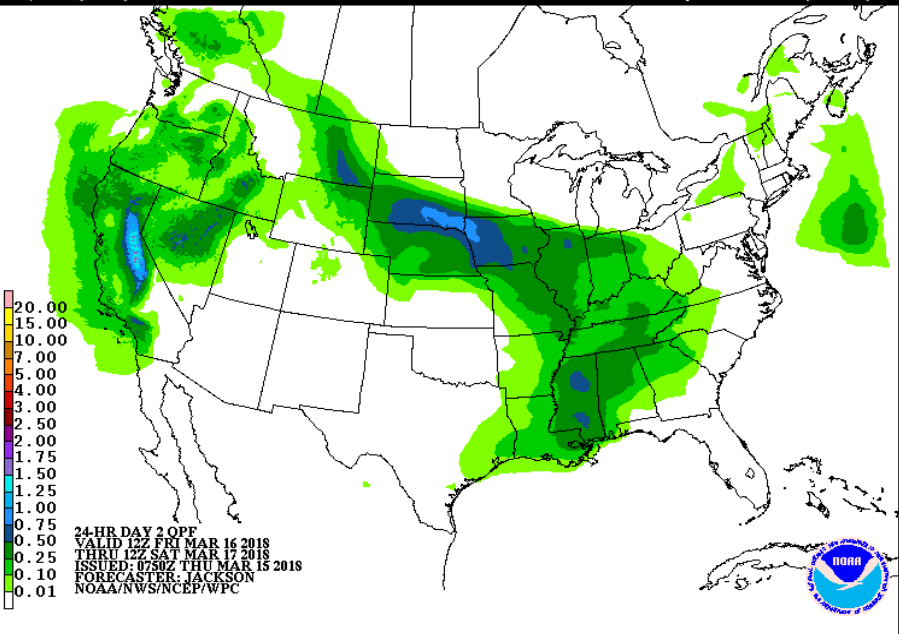 20.00
15.00
10.00
7.00
5.00
4.00
3.00
2.50
2.00
1.75
1.50
1.25
1.00
0.75
0.50
0.25
0.10
0.01
24-HR DAY 2 QPF
VALID 12Z FRI MAR 16 2018
THRU 12Z SAT MAR 17 2018
ISSUED: 0750Z THU MAR 15 2018
FORECASTER: JACKSON
NOAA/NWS/NCEP/WPC
NOAA